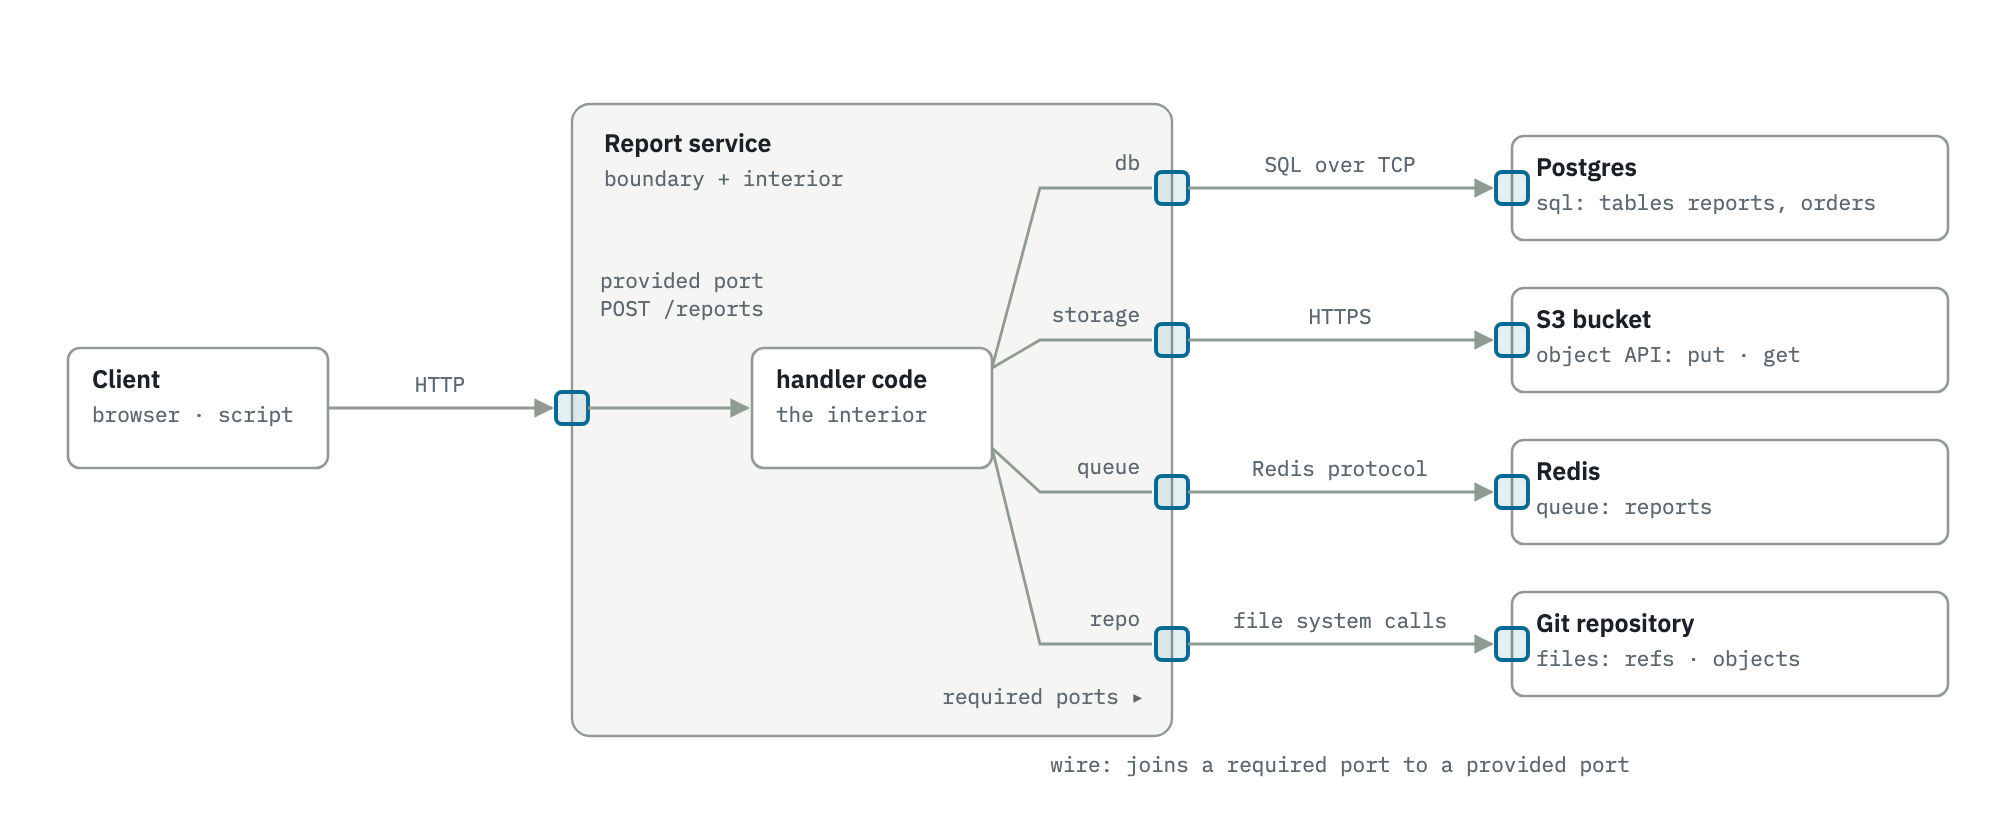 Client
browser · script
HTTP
Report service
boundary + interior
provided port
POST /reports
handler code
the interior
db
storage
queue
repo
required ports ▸
SQL over TCP
HTTPS
Redis protocol
file system calls
Postgres
sql: tables reports, orders
S3 bucket
object API: put · get
Redis
queue: reports
Git repository
files: refs · objects
wire: joins a required port to a provided port